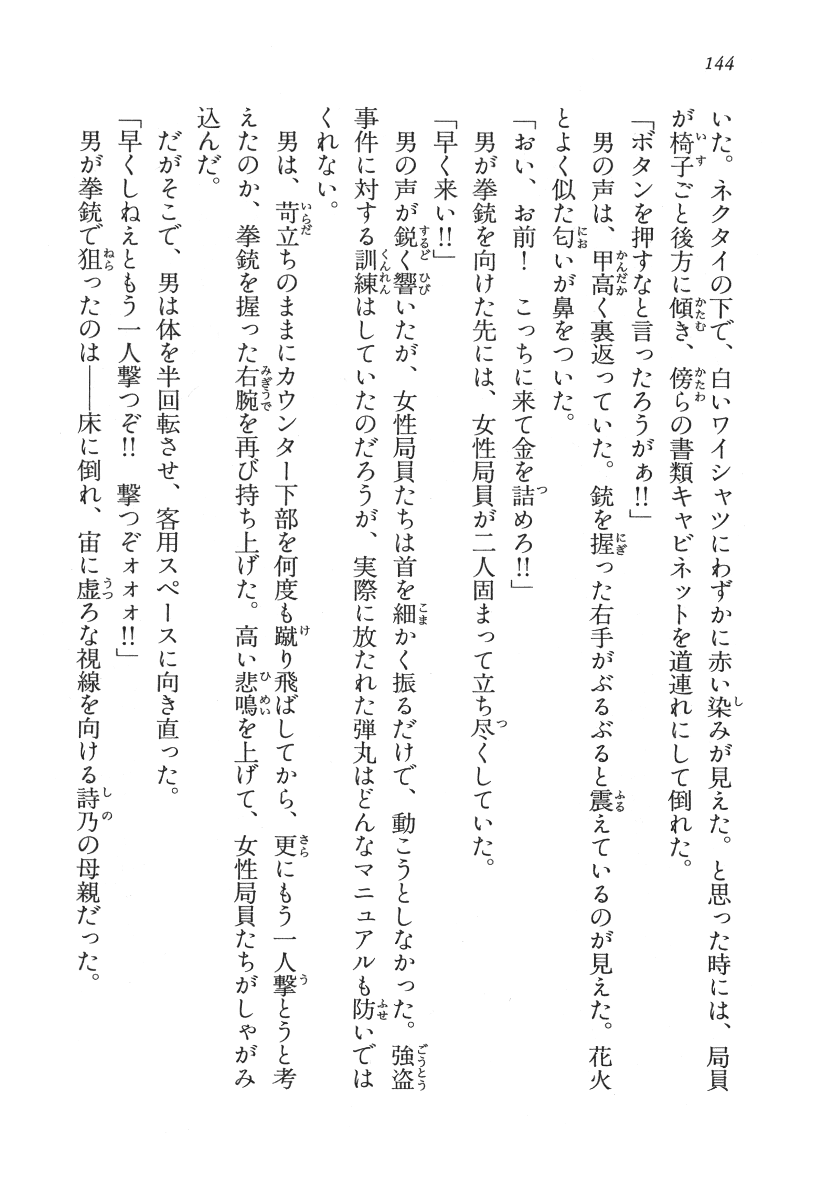 144
いた。ネクタイの下で、白いワイシャツにわずかに赤い染みが見えた。と思った時には、局員
が椅子ごと後方に傾き、傍らの書類キャビネットを道連れにして倒れた。
「ボタンを押すなと言ったろうがぁ!!」
男の声は、甲高く裏返っていた。銃を握った右手がぶるぶると震えているのが見えた。花火
とよく似た匂いが鼻をついた。
「おい、お前！　こっちに来て金を詰めろ!!」
男が拳銃を向けた先には、女性局員が二人固まって立ち尽くしていた。
「早く来い!!」
男の声が鋭く響いたが、女性局員たちは首を細かく振るだけで、動こうとしなかった。強盗
事件に対する訓練はしていたのだろうが、実際に放たれた弾丸はどんなマニュアルも防いでは
くれない。
男は、苛立ちのままにカウンター下部を何度も蹴り飛ばしてから、更にもう一人撃とうと考
えたのか、拳銃を握った右腕を再び持ち上げた。高い悲鳴を上げて、女性局員たちがしゃがみ
込んだ。
だがそこで、男は体を半回転させ、客用スペースに向き直った。
「早くしねえともう一人撃つぞ!!　撃つぞォォォ!!」
男が拳銃で狙ったのは――床に倒れ、宙に虚ろな視線を向ける詩乃の母親だった。